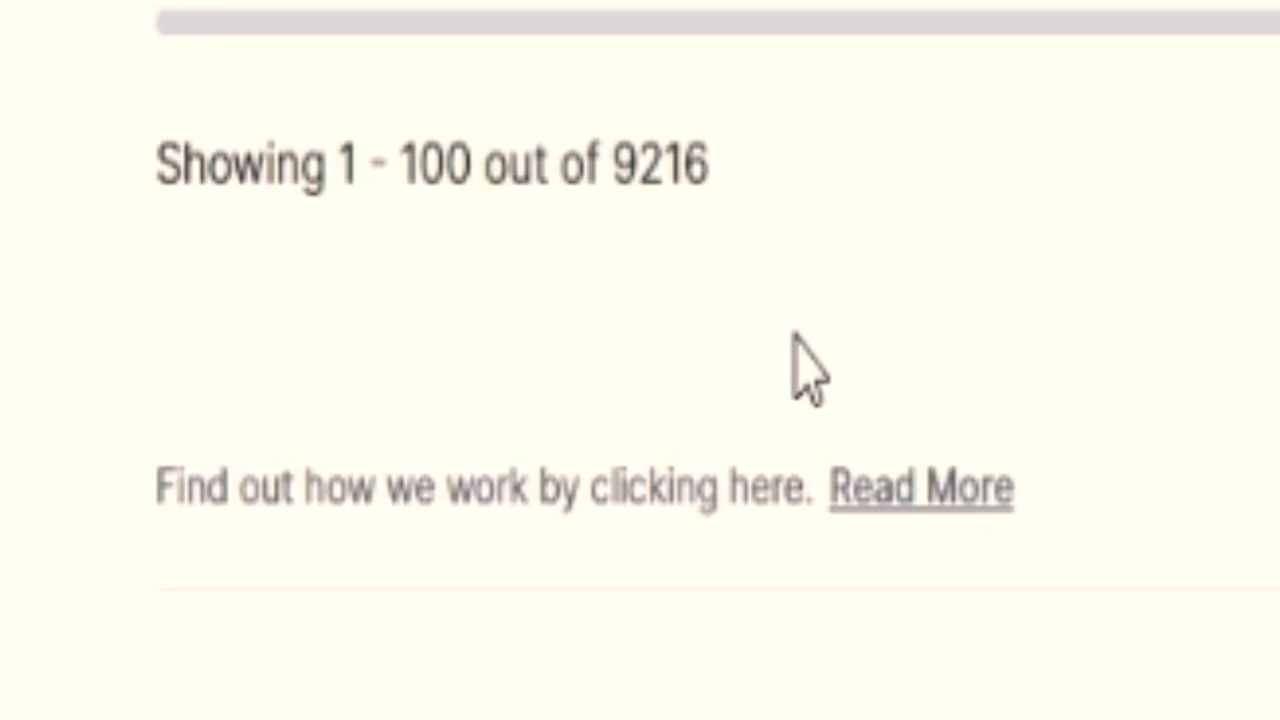 Showing 1 - 100 out of 9216
Find out how we work by clicking here. Read More